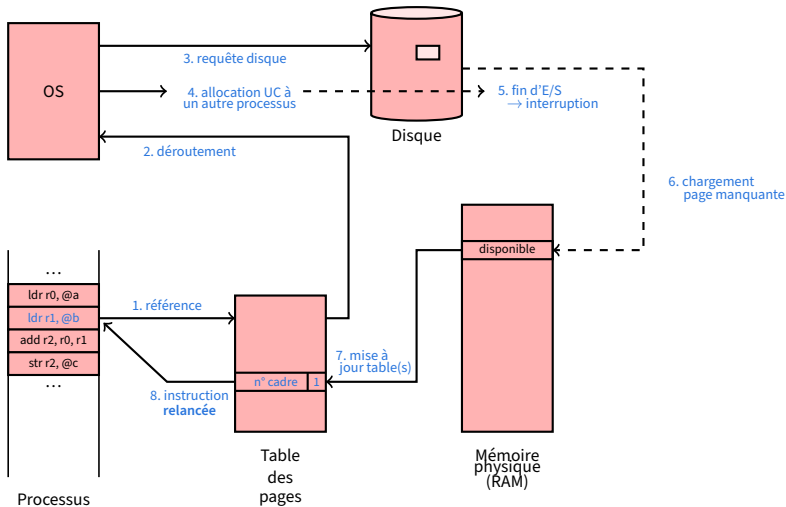 OS
3. requête disque
4. allocation UC à
un autre processus
5. fin d'E/S
→ interruption
Disque
2. déroutement
6. chargement
page manquante
disponible
...
ldr r0, @a
ldr r1, @b
add r2, r0, r1
str r2, @c
...
1. référence
7. mise à
jour table(s)
n° cadre 1
8. instruction
relancée
Processus
Table
des
pages
Mémoire
physique
(RAM)